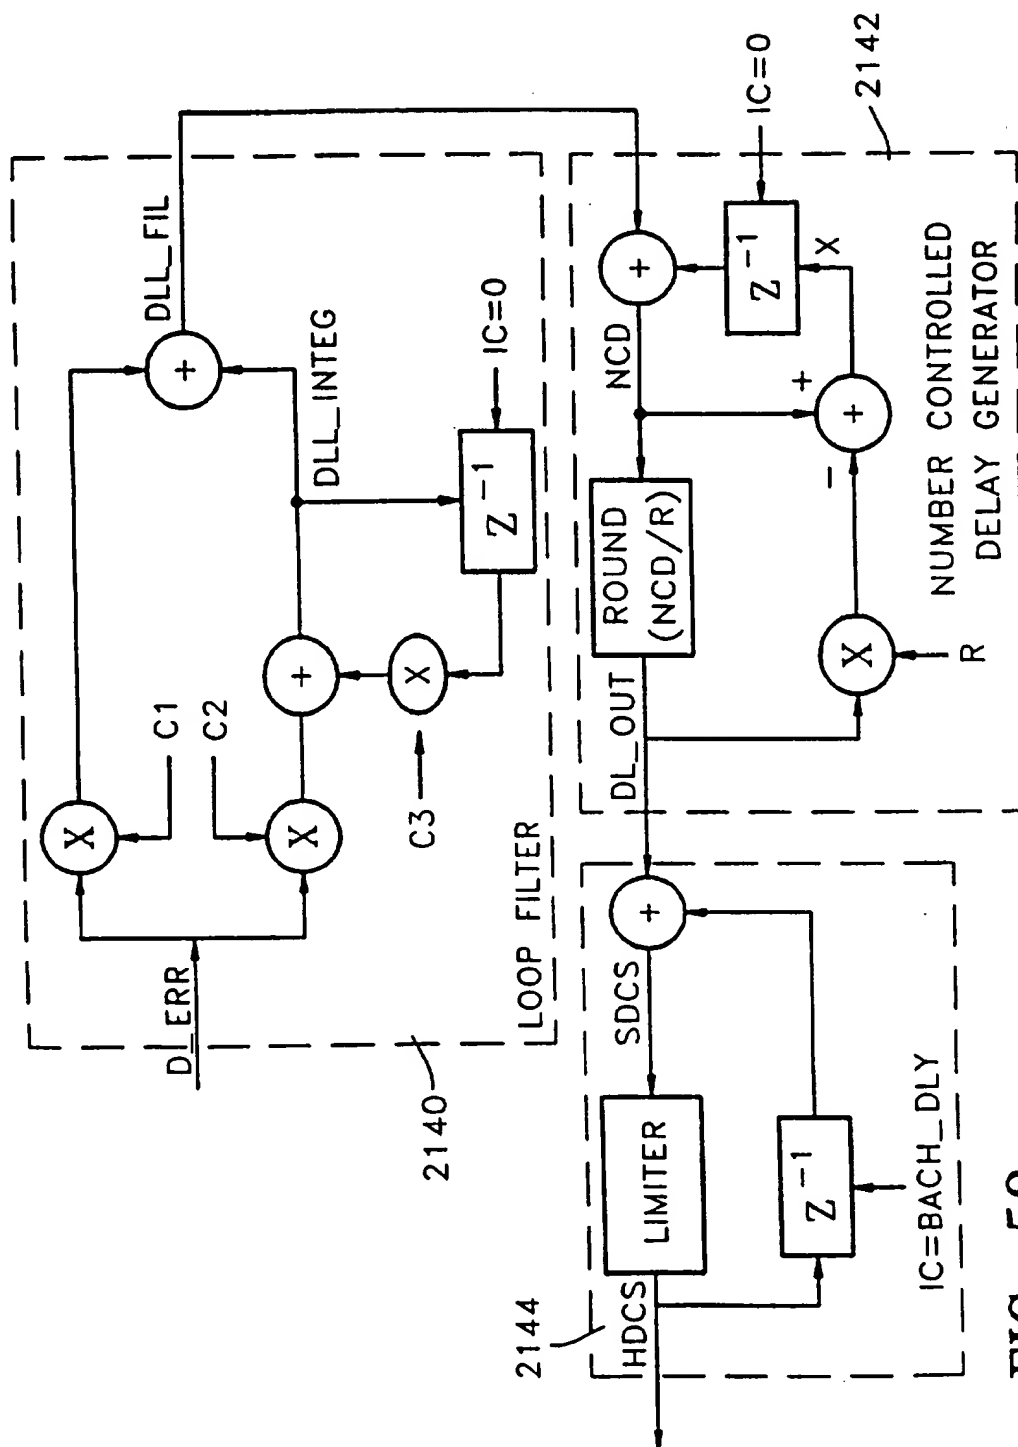 D_ERR
X
X
C1
C2
C3
X
+
+
DLL_INTEG
DLL_FIL
Z⁻¹
IC=0
LOOP FILTER
2140
2144
HDCS
LIMITER
SDCS
+
Z⁻¹
IC=BACH_DLY
DL_OUT
ROUND
(NCD/R)
NCD
+
Z⁻¹
IC=0
X
+
−
+
X
R
NUMBER CONTROLLED
DELAY GENERATOR
2142